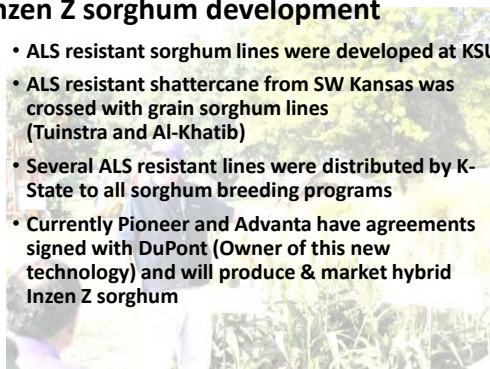 nzen Z sorghum development
• ALS resistant sorghum lines were developed at KSU
• ALS resistant shattercane from SW Kansas was
crossed with grain sorghum lines
(Tuinstra and Al-Khatib)
• Several ALS resistant lines were distributed by K-
State to all sorghum breeding programs
• Currently Pioneer and Advanta have agreements
signed with DuPont (Owner of this new
technology) and will produce & market hybrid
Inzen Z sorghum